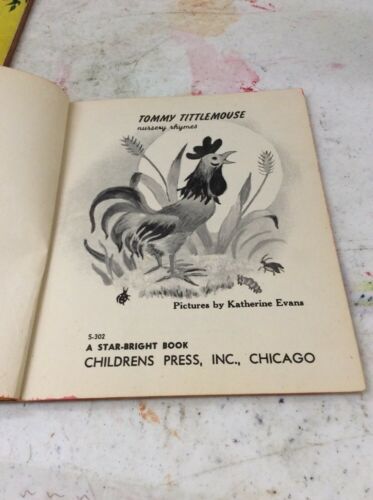 TOMMY TITTLEMOUSE
nursery rhymes
Pictures by Katherine Evans
S-302
A STAR-BRIGHT BOOK
CHILDRENS PRESS, INC., CHICAGO